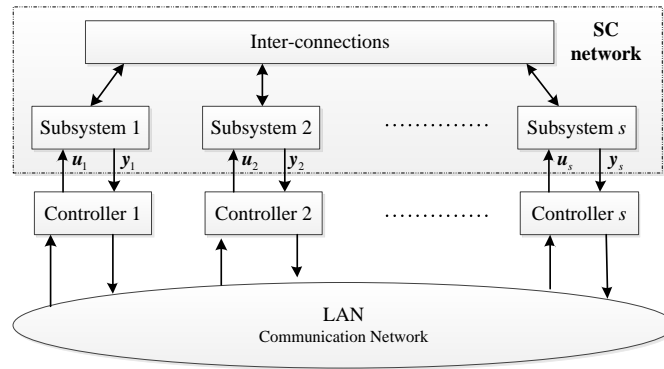 SC
network
Inter-connections
Subsystem 1
Subsystem 2
....................
Subsystem s
u1
y1
u2
y2
us
ys
Controller 1
Controller 2
....................
Controller s
LAN
Communication Network